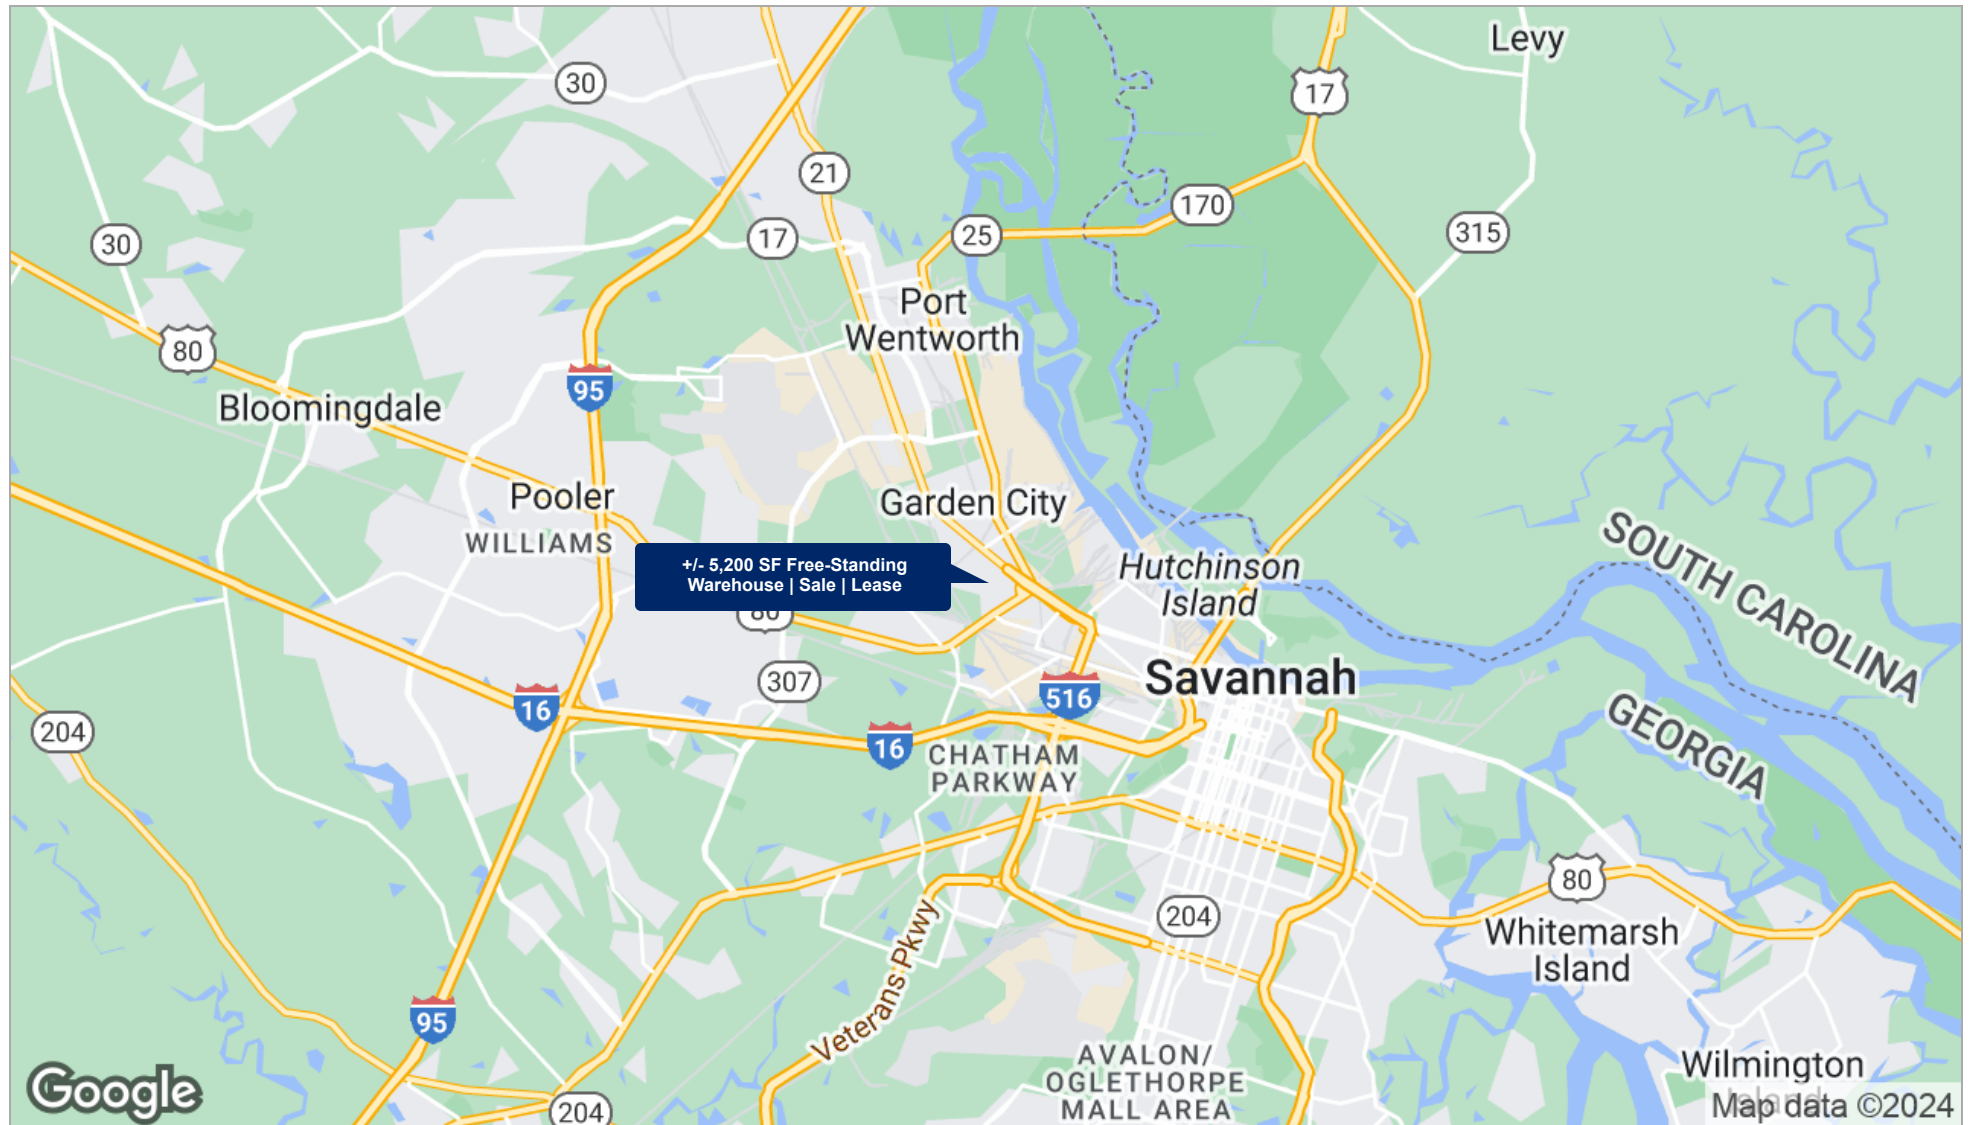 Levy
30
17
21
170
30
17
25
315
Port
Wentworth
80
95
Bloomingdale
Pooler
Garden City
WILLIAMS
SOUTH CAROLINA
+/- 5,200 SF Free-Standing
Warehouse | Sale | Lease
Hutchinson
Island
80
307
516
Savannah
16
204
16
GEORGIA
CHATHAM
PARKWAY
80
204
Whitemarsh
Island
Veterans Pkwy
95
AVALON/
OGLETHORPE
MALL AREA
Wilmington
Island
Google
204
Map data ©2024